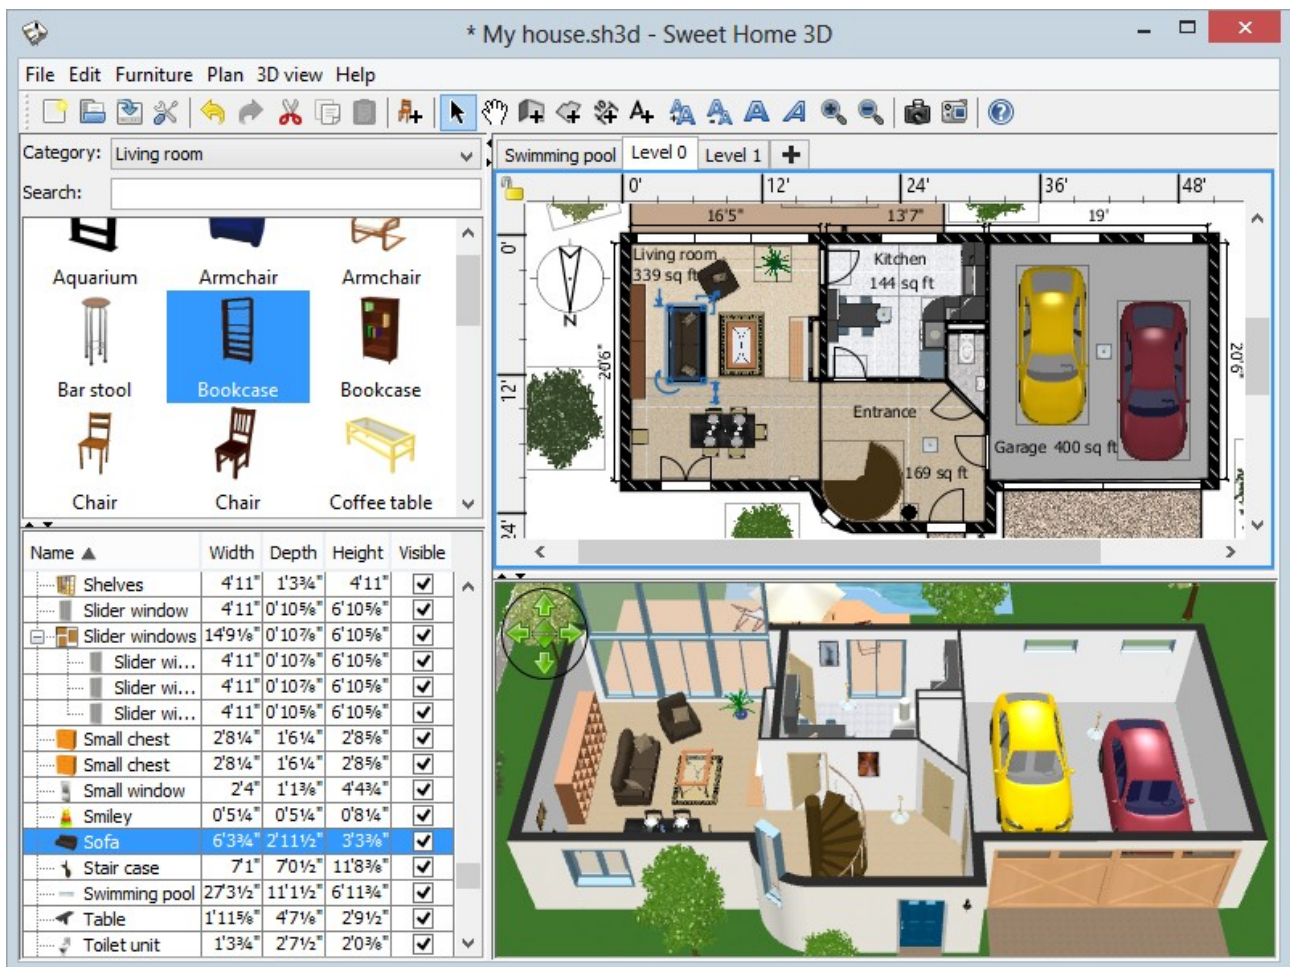 * My house.sh3d - Sweet Home 3D
File Edit Furniture Plan 3D view Help
Category: Living room
Search:
Aquarium Armchair Armchair
Bar stool Bookcase Bookcase
Chair Chair Coffee table
Name Width Depth Height Visible
Shelves 4'11" 1'3¾" 4'11"
Slider window 4'11" 0'10⅝" 6'10⅝"
Slider windows 14'9⅛" 0'10⅞" 6'10⅝"
Slider wi... 4'11" 0'10⅞" 6'10⅝"
Slider wi... 4'11" 0'10⅞" 6'10⅝"
Slider wi... 4'11" 0'10⅝" 6'10⅝"
Small chest 2'8¼" 1'6¼" 2'8⅝"
Small chest 2'8¼" 1'6¼" 2'8⅝"
Small window 2'4" 1'1⅜" 4'4¾"
Smiley 0'5¼" 0'5¼" 0'8¼"
Sofa 6'3¾" 2'11½" 3'3⅜"
Stair case 7'1" 7'0½" 11'8⅜"
Swimming pool 27'3½" 11'1½" 6'11¾"
Table 1'11⅝" 4'7⅛" 2'9½"
Toilet unit 1'3¾" 2'7½" 2'0⅜"
Swimming pool Level 0 Level 1
0' 12' 24' 36' 48'
0'
12'
24'
16'5" 13'7" 19'
Living room
339 sq ft
Kitchen
144 sq ft
N
20'6"
20'6"
Entrance
169 sq ft
Garage 400 sq ft